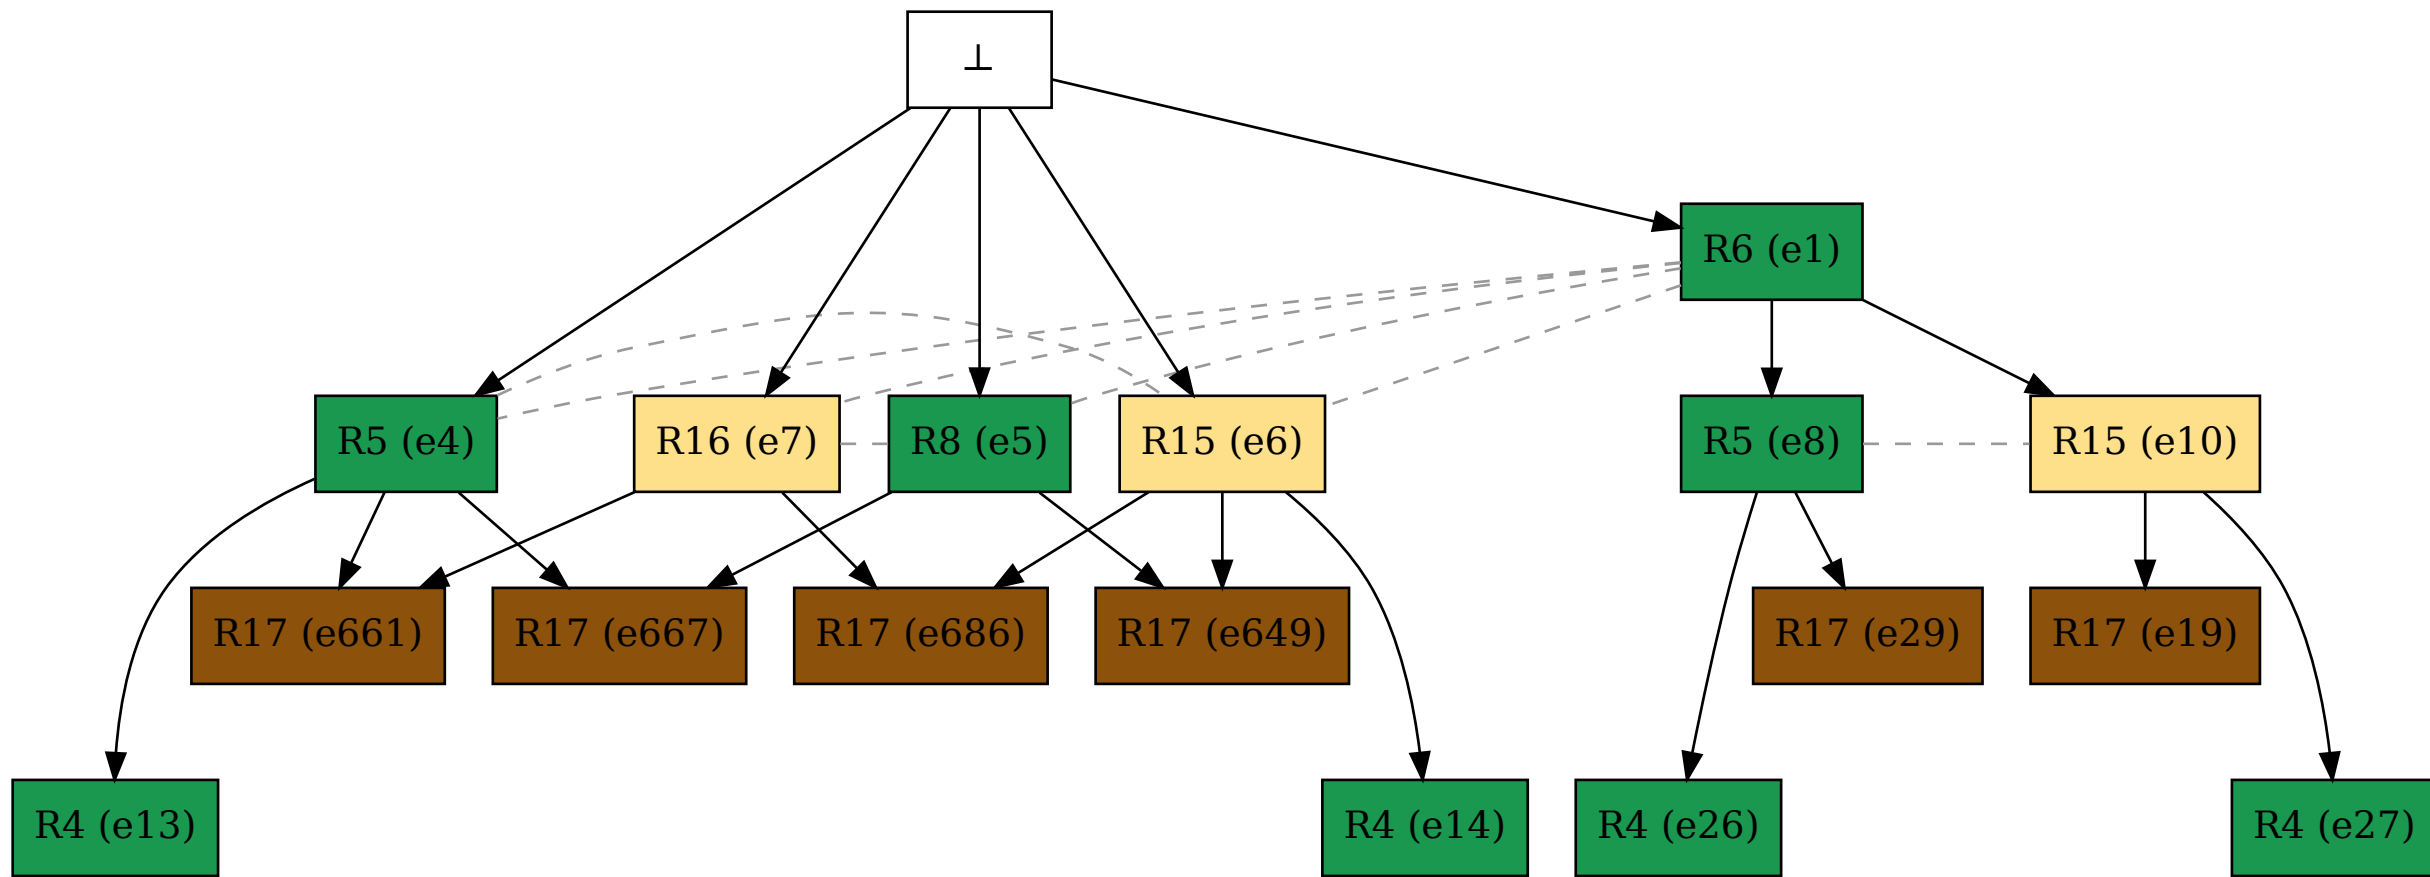 ⊥
R6 (e1)
R5 (e4)
R16 (e7)
R8 (e5)
R15 (e6)
R5 (e8)
R15 (e10)
R17 (e661)
R17 (e667)
R17 (e686)
R17 (e649)
R17 (e29)
R17 (e19)
R4 (e13)
R4 (e14)
R4 (e26)
R4 (e27)